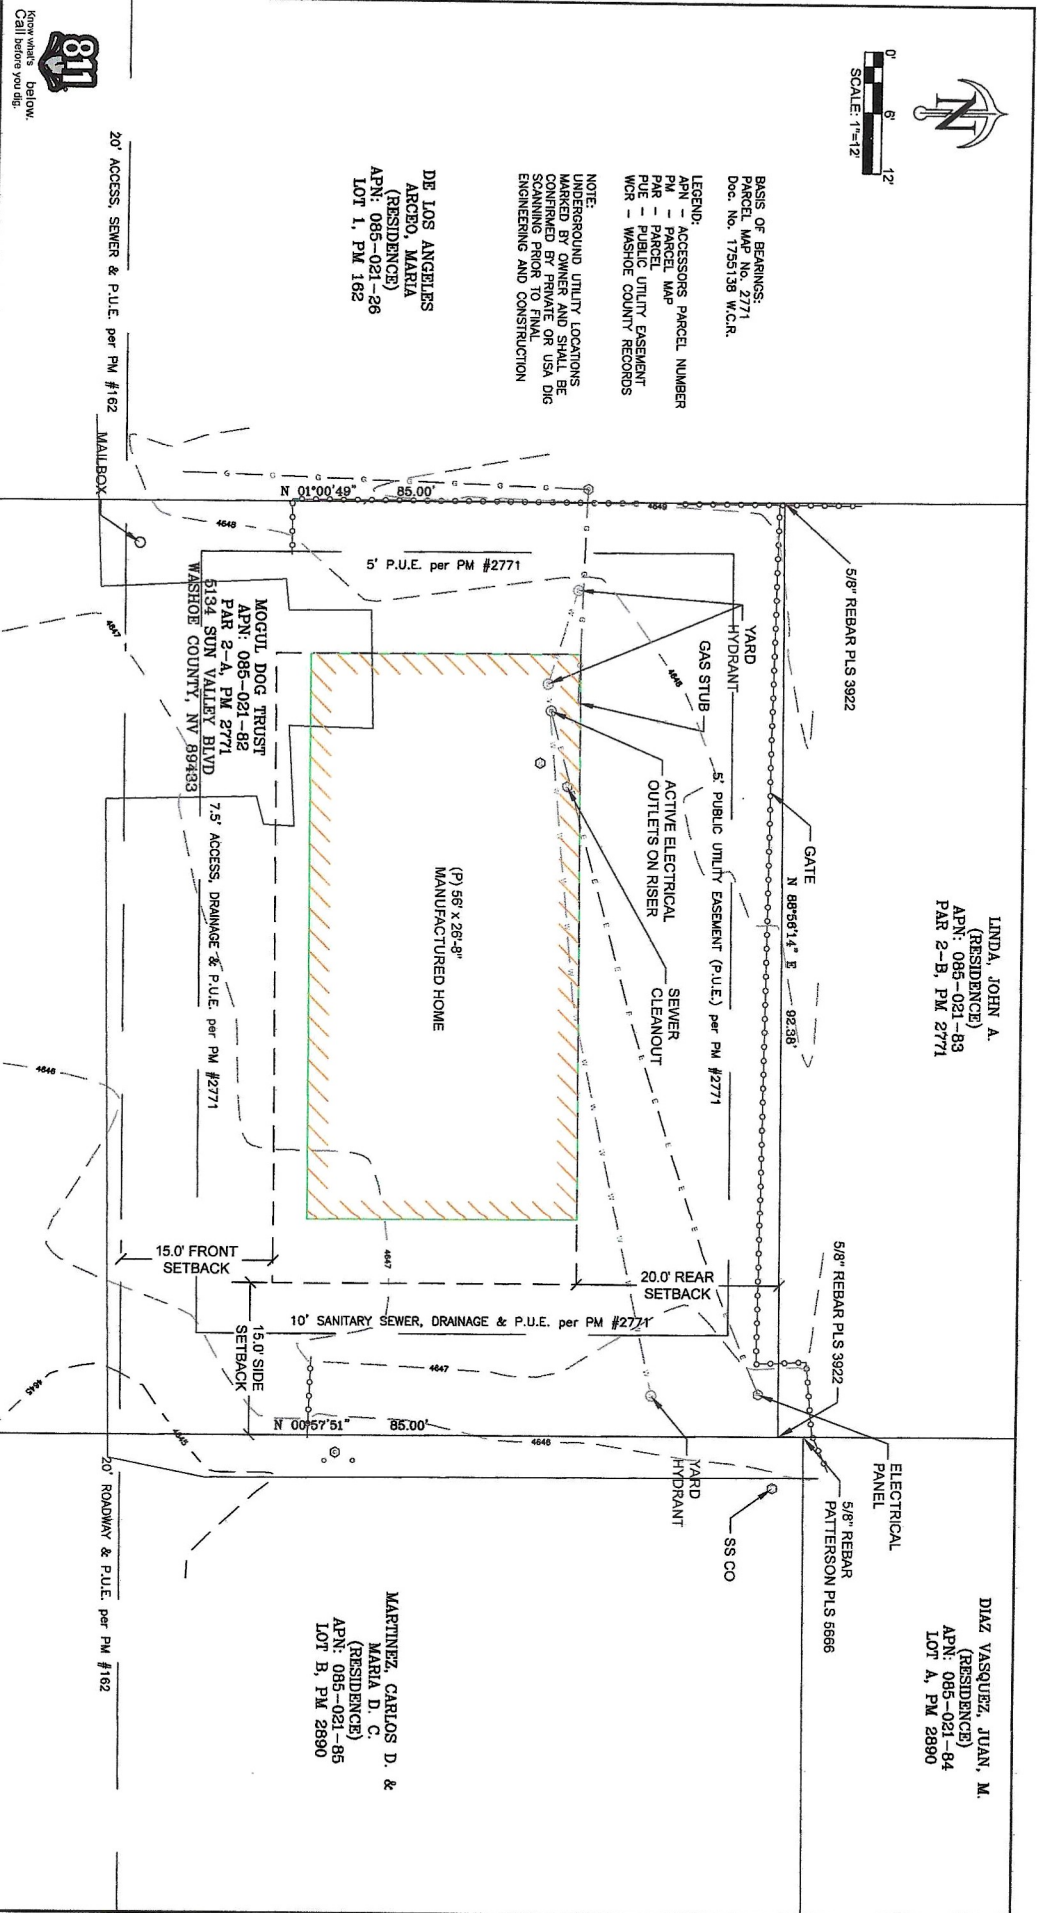 N
0' 6' 12'
SCALE: 1"=12'
BASIS OF BEARINGS:
PARCEL MAP No. 2771
Doc. No. 1755138 W.C.R.
LEGEND:
APN - ACCESSORS PARCEL NUMBER
PM - PARCEL MAP
PAR - PARCEL
PUE - PUBLIC UTILITY EASEMENT
WCR - WASHOE COUNTY RECORDS
NOTE:
UNDERGROUND UTILITY LOCATIONS
MARKED BY OWNER AND SHALL BE
CONFIRMED BY PRIVATE OR USA DIG
SCANNING PRIOR TO FINAL
ENGINEERING AND CONSTRUCTION
DE LOS ANGELES
ARCEO, MARIA
(RESIDENCE)
APN: 085-021-26
LOT 1, PM 162
20' ACCESS, SEWER & P.U.E. per PM #162
811
Know what's below.
Call before you dig.
MAILBOX
N 01°00'49" 85.00'
4648
4649
5' P.U.E. per PM #2771
5/8" REBAR PLS 3922
YARD
HYDRANT
GAS STUB
4648
4647
MOGUL DOG TRUST
APN: 085-021-82
PAR 2-A, PM 2771
5134 SUN VALLEY BLVD
WASHOE COUNTY, NV 89433
GATE
N 88°56'14" E 92.38'
5' PUBLIC UTILITY EASEMENT (P.U.E.) per PM #2771
ACTIVE ELECTRICAL
OUTLETS ON RISER
SEWER
CLEANOUT
(P) 56' x 26'-8"
MANUFACTURED HOME
7.5' ACCESS, DRAINAGE & P.U.E. per PM #2771
4646
LINDA, JOHN A.
(RESIDENCE)
APN: 085-021-83
PAR 2-B, PM 2771
5/8" REBAR PLS 3922
20.0' REAR
SETBACK
4647
15.0' FRONT
SETBACK
10' SANITARY SEWER, DRAINAGE & P.U.E. per PM #2771
15.0' SIDE
SETBACK
4647
4645
N 00°57'51" 85.00'
4646
4645
ELECTRICAL
PANEL
5/8" REBAR
PATTERSON PLS 5666
YARD
HYDRANT
SS CO
20' ROADWAY & P.U.E. per PM #162
DIAZ VASQUEZ, JUAN, M.
(RESIDENCE)
APN: 085-021-84
LOT A, PM 2890
MARTINEZ, CARLOS D. &
MARIA D. C.
(RESIDENCE)
APN: 085-021-85
LOT B, PM 2890